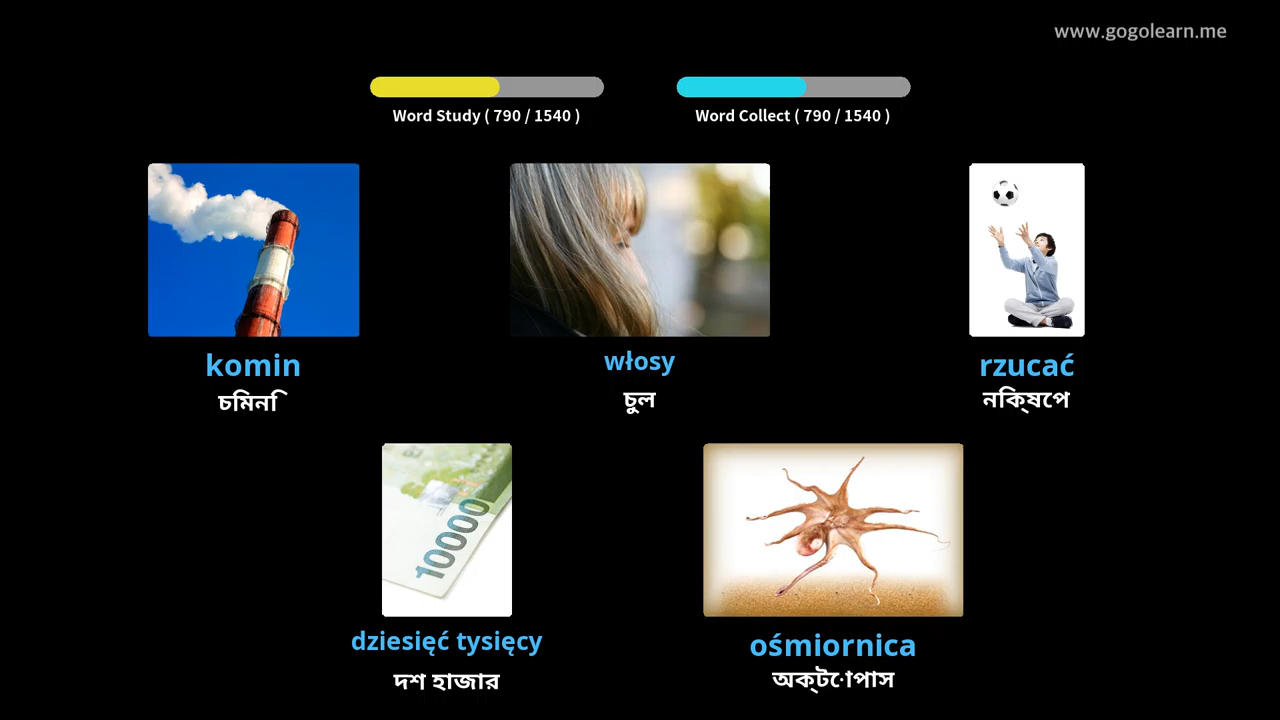 www.gogolearn.me
Word Study ( 790 / 1540 )
Word Collect ( 790 / 1540 )
komin
চিমনি
włosy
চুল
rzucać
নিক্ষেপ
10000
dziesięć tysięcy
দশ হাজার
ośmiornica
অক্টোপাস